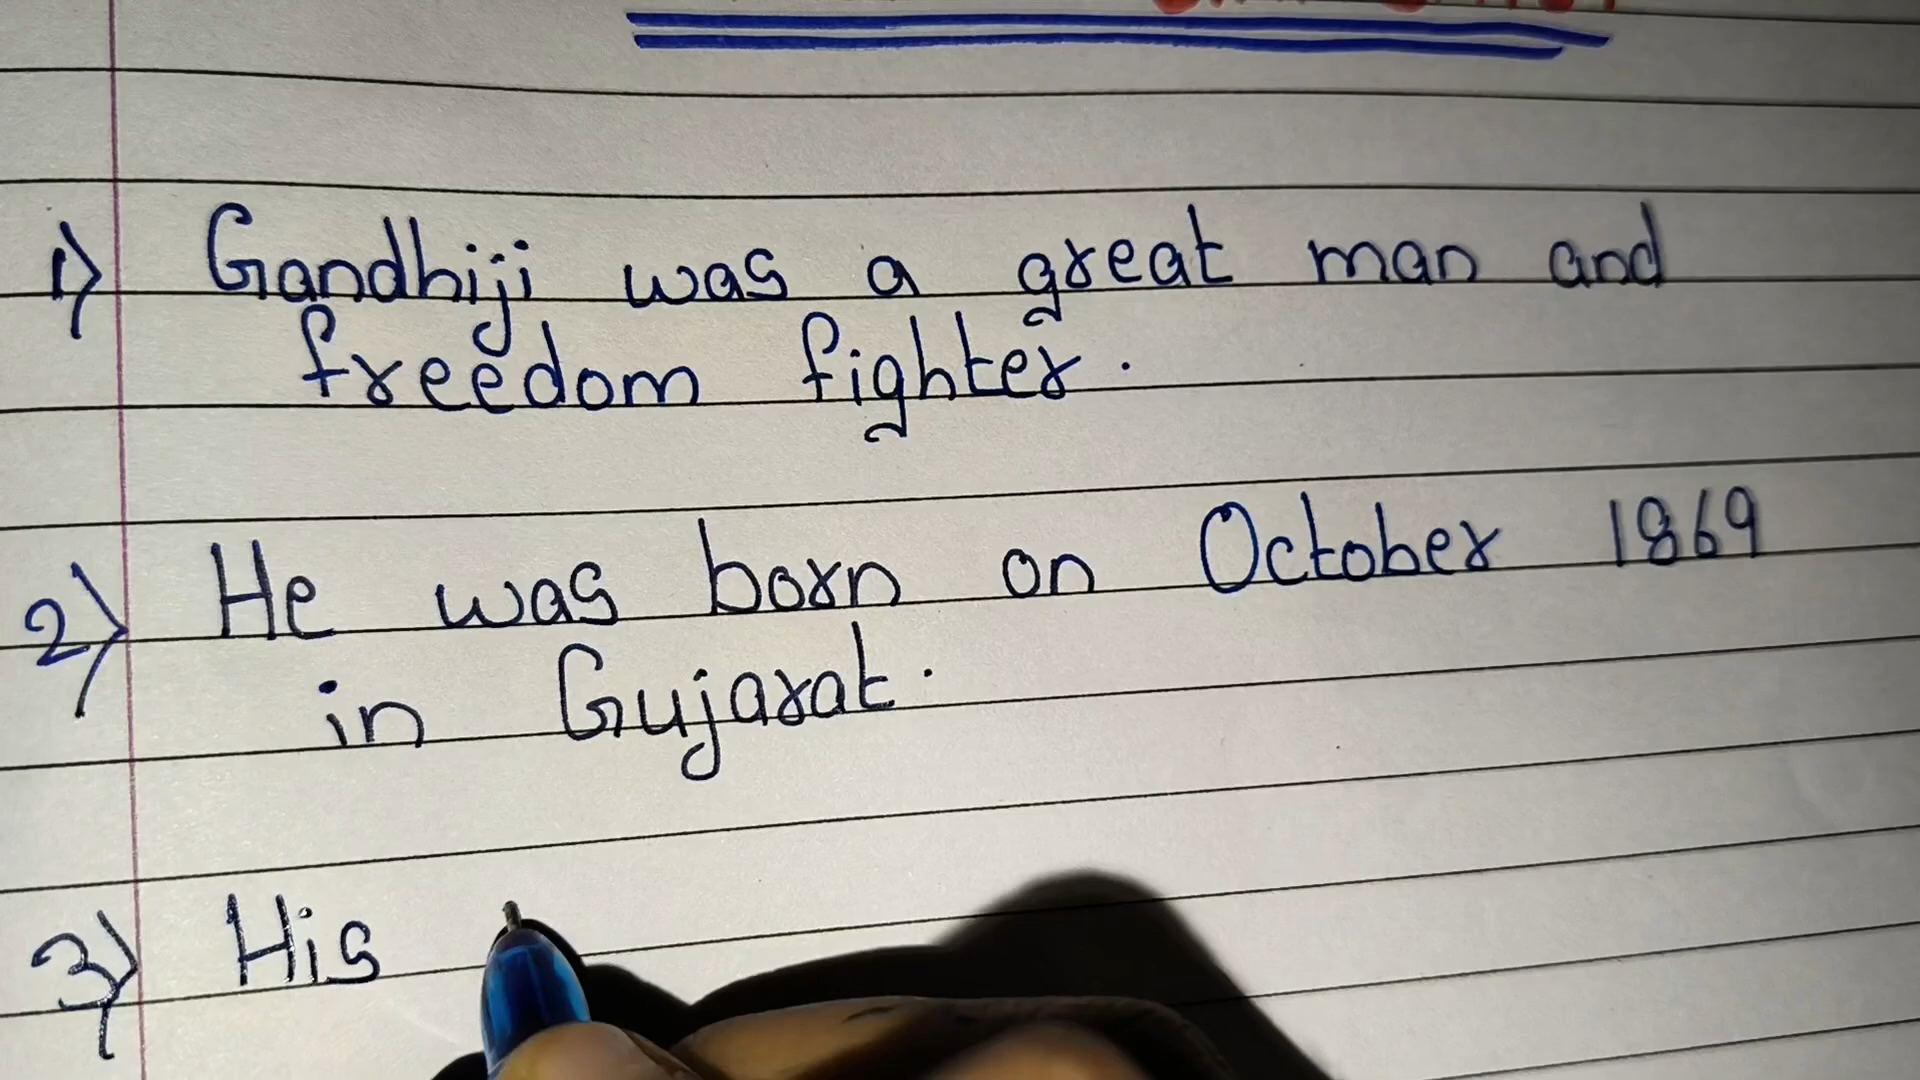 1) Gandhiji was a great man and
freedom fighter.
2) He was born on October 1869
in Gujarat.
3) His